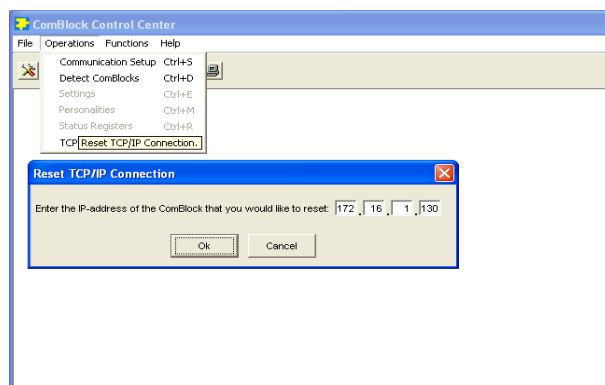 ComBlock Control Center
File Operations Functions Help
Communication Setup Ctrl+S
Detect ComBlocks Ctrl+D
Settings Ctrl+E
Personalities Ctrl+M
Status Registers Ctrl+R
TCP Reset TCP/IP Connection.
Reset TCP/IP Connection
Enter the IP-address of the ComBlock that you would like to reset: 172 . 16 . 1 . 130
Ok Cancel